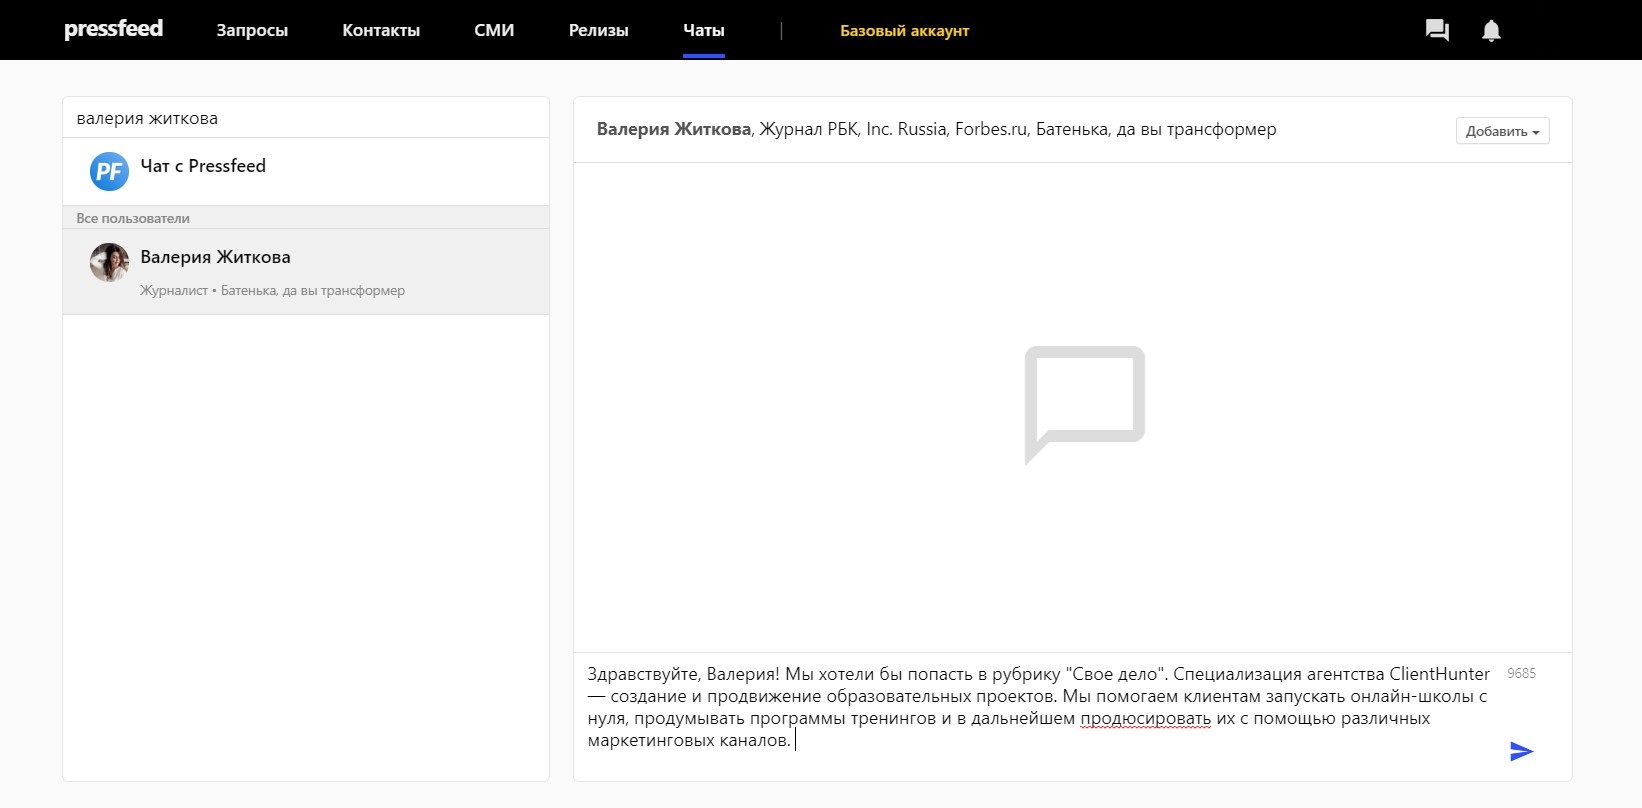 pressfeed Запросы Контакты СМИ Релизы Чаты | Базовый аккаунт
валерия житкова
PF Чат с Pressfeed
Все пользователи
Валерия Житкова
Журналист • Батенька, да вы трансформер
Валерия Житкова, Журнал РБК, Inc. Russia, Forbes.ru, Батенька, да вы трансформер
Добавить
Здравствуйте, Валерия! Мы хотели бы попасть в рубрику "Свое дело". Специализация агентства ClientHunter
— создание и продвижение образовательных проектов. Мы помогаем клиентам запускать онлайн-школы с
нуля, продумывать программы тренингов и в дальнейшем продюсировать их с помощью различных
маркетинговых каналов.
9685